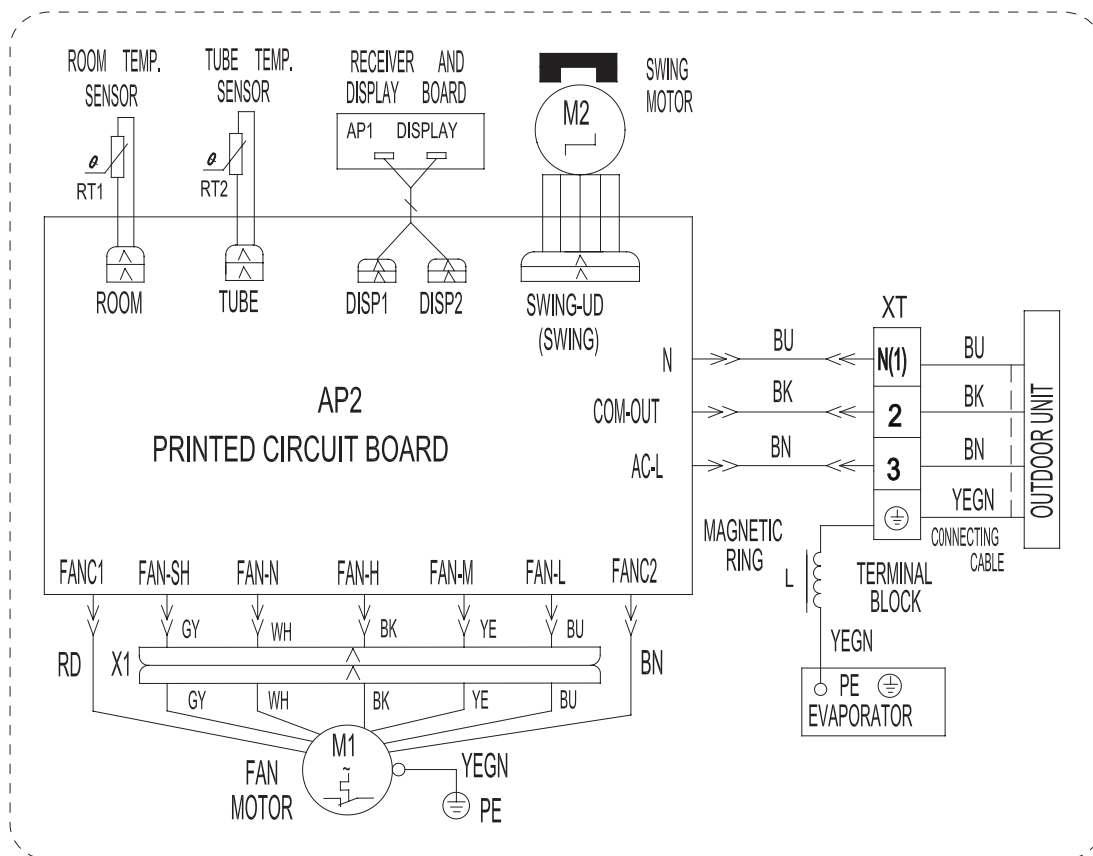 ROOM TEMP.
SENSOR
TUBE TEMP.
SENSOR
RECEIVER AND
DISPLAY BOARD
SWING
MOTOR
AP1 DISPLAY
M2
θ
RT1
θ
RT2
ROOM
TUBE
DISP1
DISP2
SWING-UD
(SWING)
XT
N
BU
N(1)
BU
COM-OUT
BK
2
BK
AC-L
BN
3
BN
YEGN
OUTDOOR UNIT
AP2
PRINTED CIRCUIT BOARD
MAGNETIC
RING
CONNECTING
CABLE
L
TERMINAL
BLOCK
YEGN
PE
EVAPORATOR
FANC1
FAN-SH
FAN-N
FAN-H
FAN-M
FAN-L
FANC2
GY
WH
BK
YE
BU
RD
X1
BN
GY
WH
BK
YE
BU
M1
~
FAN
MOTOR
YEGN
PE